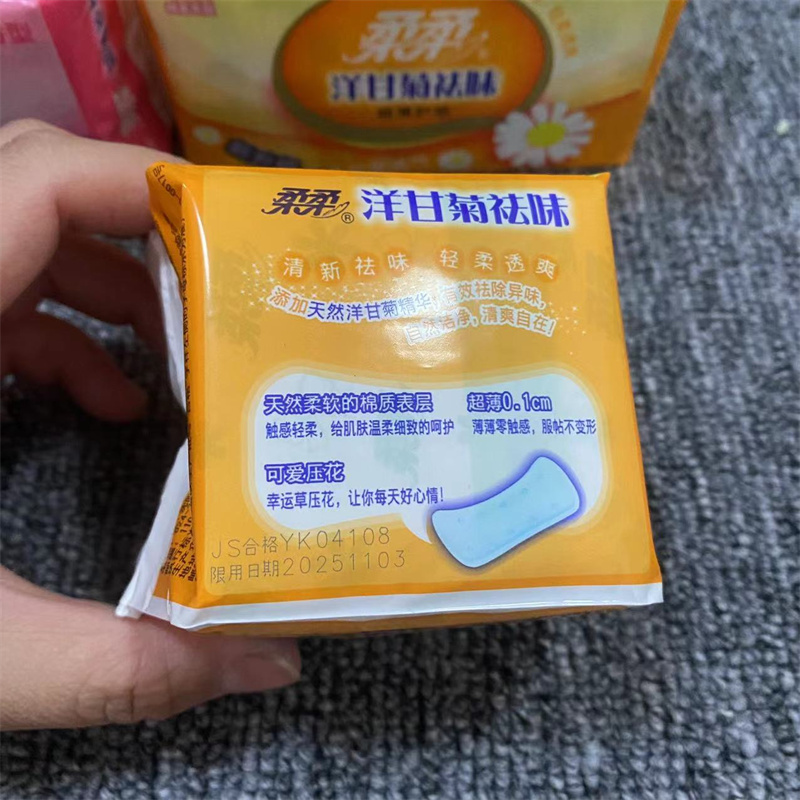 柔柔
洋甘菊祛味
柔柔® 洋甘菊祛味
清新祛味 轻柔透爽
添加天然洋甘菊精华,有效祛除异味,
自然洁净,清爽自在!
天然柔软的棉质表层
触感轻柔,给肌肤温柔细致的呵护
超薄0.1cm
薄薄零触感,服帖不变形
可爱压花
幸运草压花,让你每天好心情!
JS合格YK04108
限用日期20251103